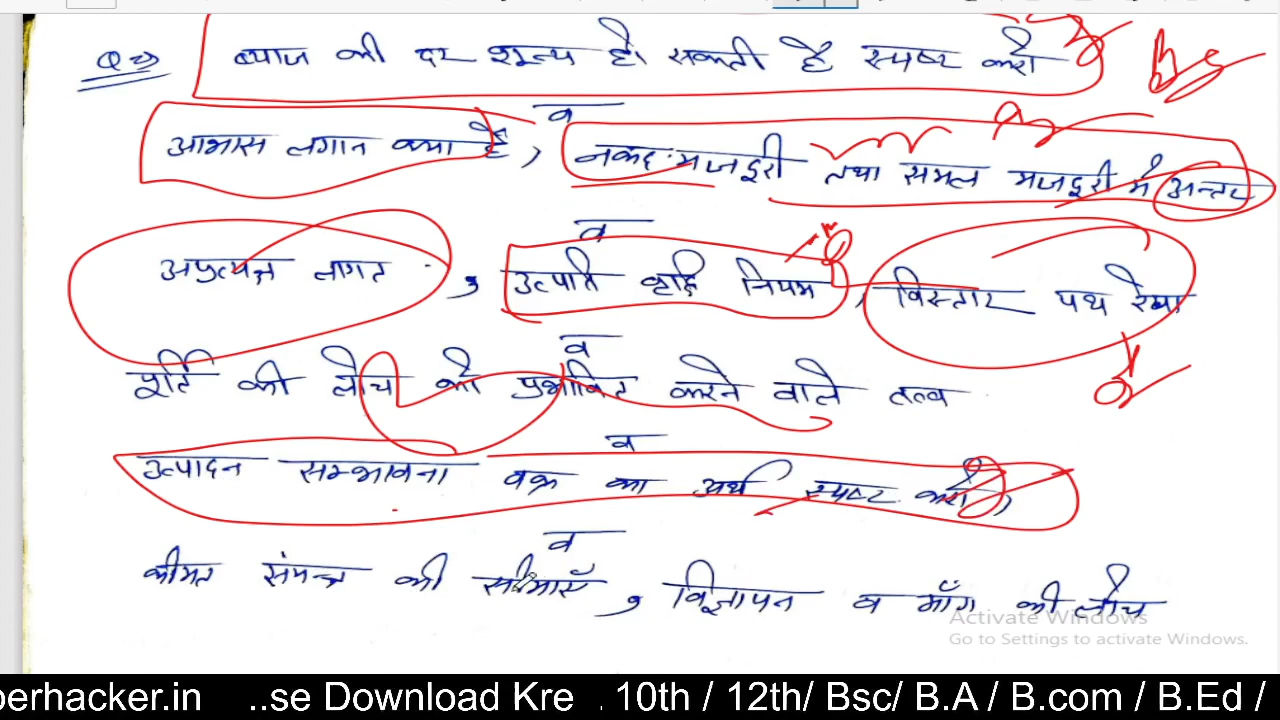 Q⇒ ब्याज की दर शून्य हो सकती है स्पष्ट करो
व
आभास लगान क्या है, नकद मजदूरी तथा असल मजदूरी में अन्तर
व
अप्रत्यक्ष लागत, उत्पत्ति वृद्धि नियम, विस्तार पथ रेखा
व
पूर्ति की लोच को प्रभावित करने वाले तत्व
व
उत्पादन सम्भावना वक्र का अर्थ स्पष्ट करो,
व
कीमत संयन्त्र की सीमाएँ, विज्ञापन व माँग की लोच
Activate Windows
Go to Settings to activate Windows.
perhacker.in ..se Download Kre . 10th / 12th/ Bsc/ B.A / B.com / B.Ed /